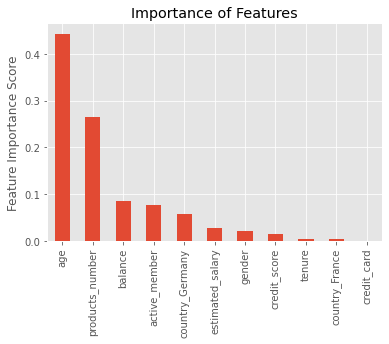 Importance of Features
Feature Importance Score
0.4
0.3
0.2
0.1
0.0
age
products_number
balance
active_member
country_Germany
estimated_salary
gender
credit_score
tenure
country_France
credit_card